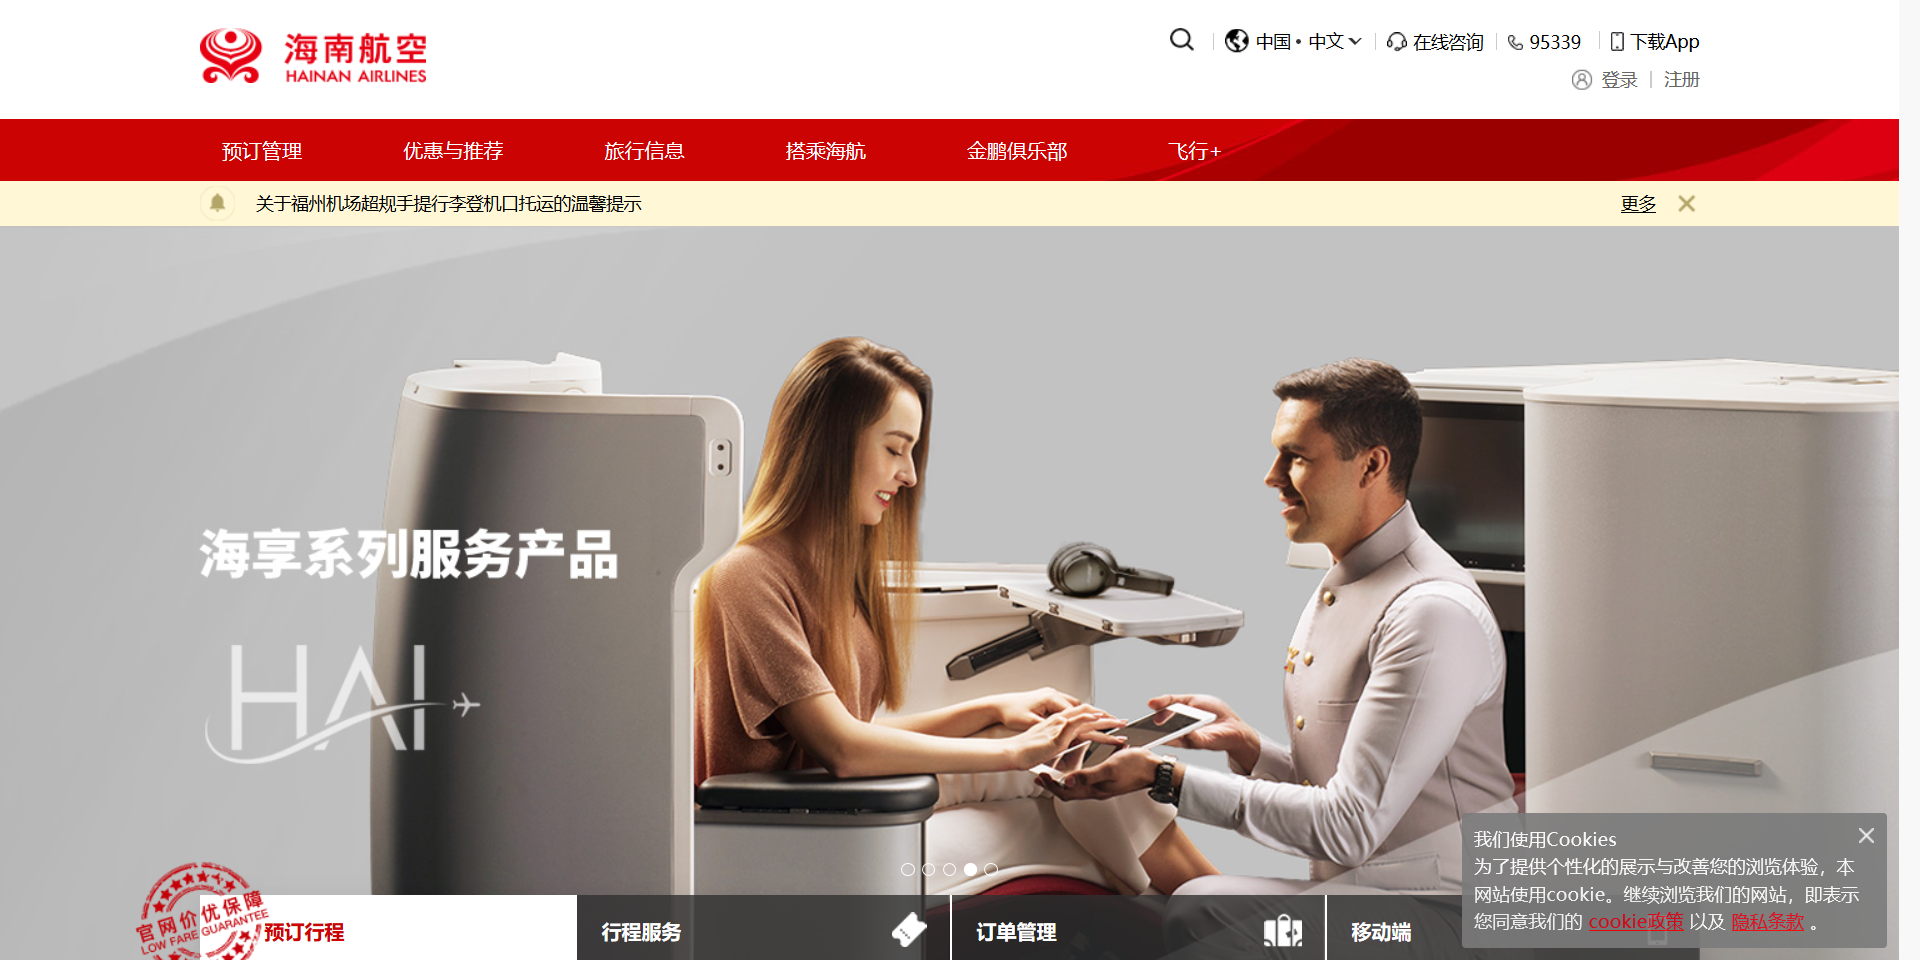 海南航空
HAINAN AIRLINES
中国 • 中文
在线咨询
95339
下载App
登录
注册
预订管理
优惠与推荐
旅行信息
搭乘海航
金鹏俱乐部
飞行+
关于福州机场超规手提行李登机口托运的温馨提示
更多
海享系列服务产品
HAI
官网价优保障
LOW FARE GUARANTEE
预订行程
行程服务
订单管理
移动端
我们使用Cookies
为了提供个性化的展示与改善您的浏览体验，本
网站使用cookie。继续浏览我们的网站，即表示
您同意我们的 cookie政策 以及 隐私条款 。